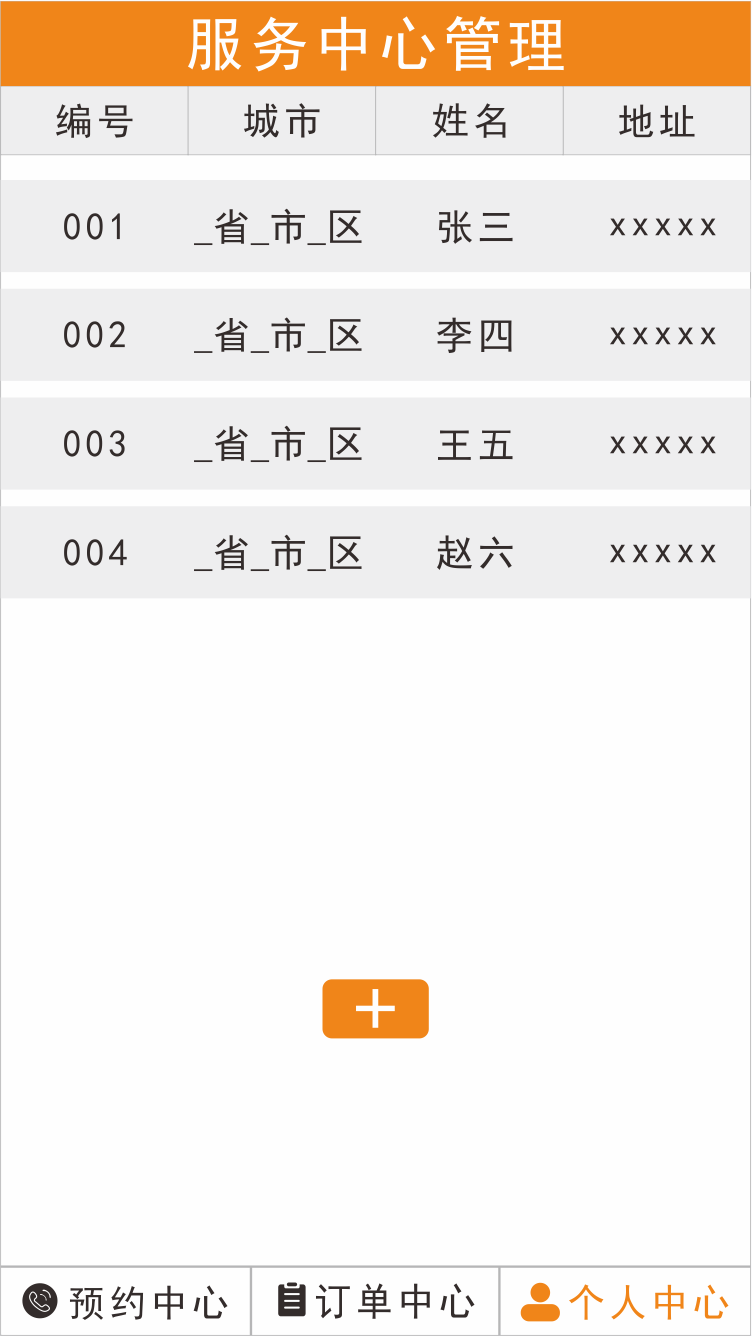 服务中心管理
编号 城市 姓名 地址
001 _省_市_区 张三 xxxxx
002 _省_市_区 李四 xxxxx
003 _省_市_区 王五 xxxxx
004 _省_市_区 赵六 xxxxx
+
预约中心 订单中心 个人中心